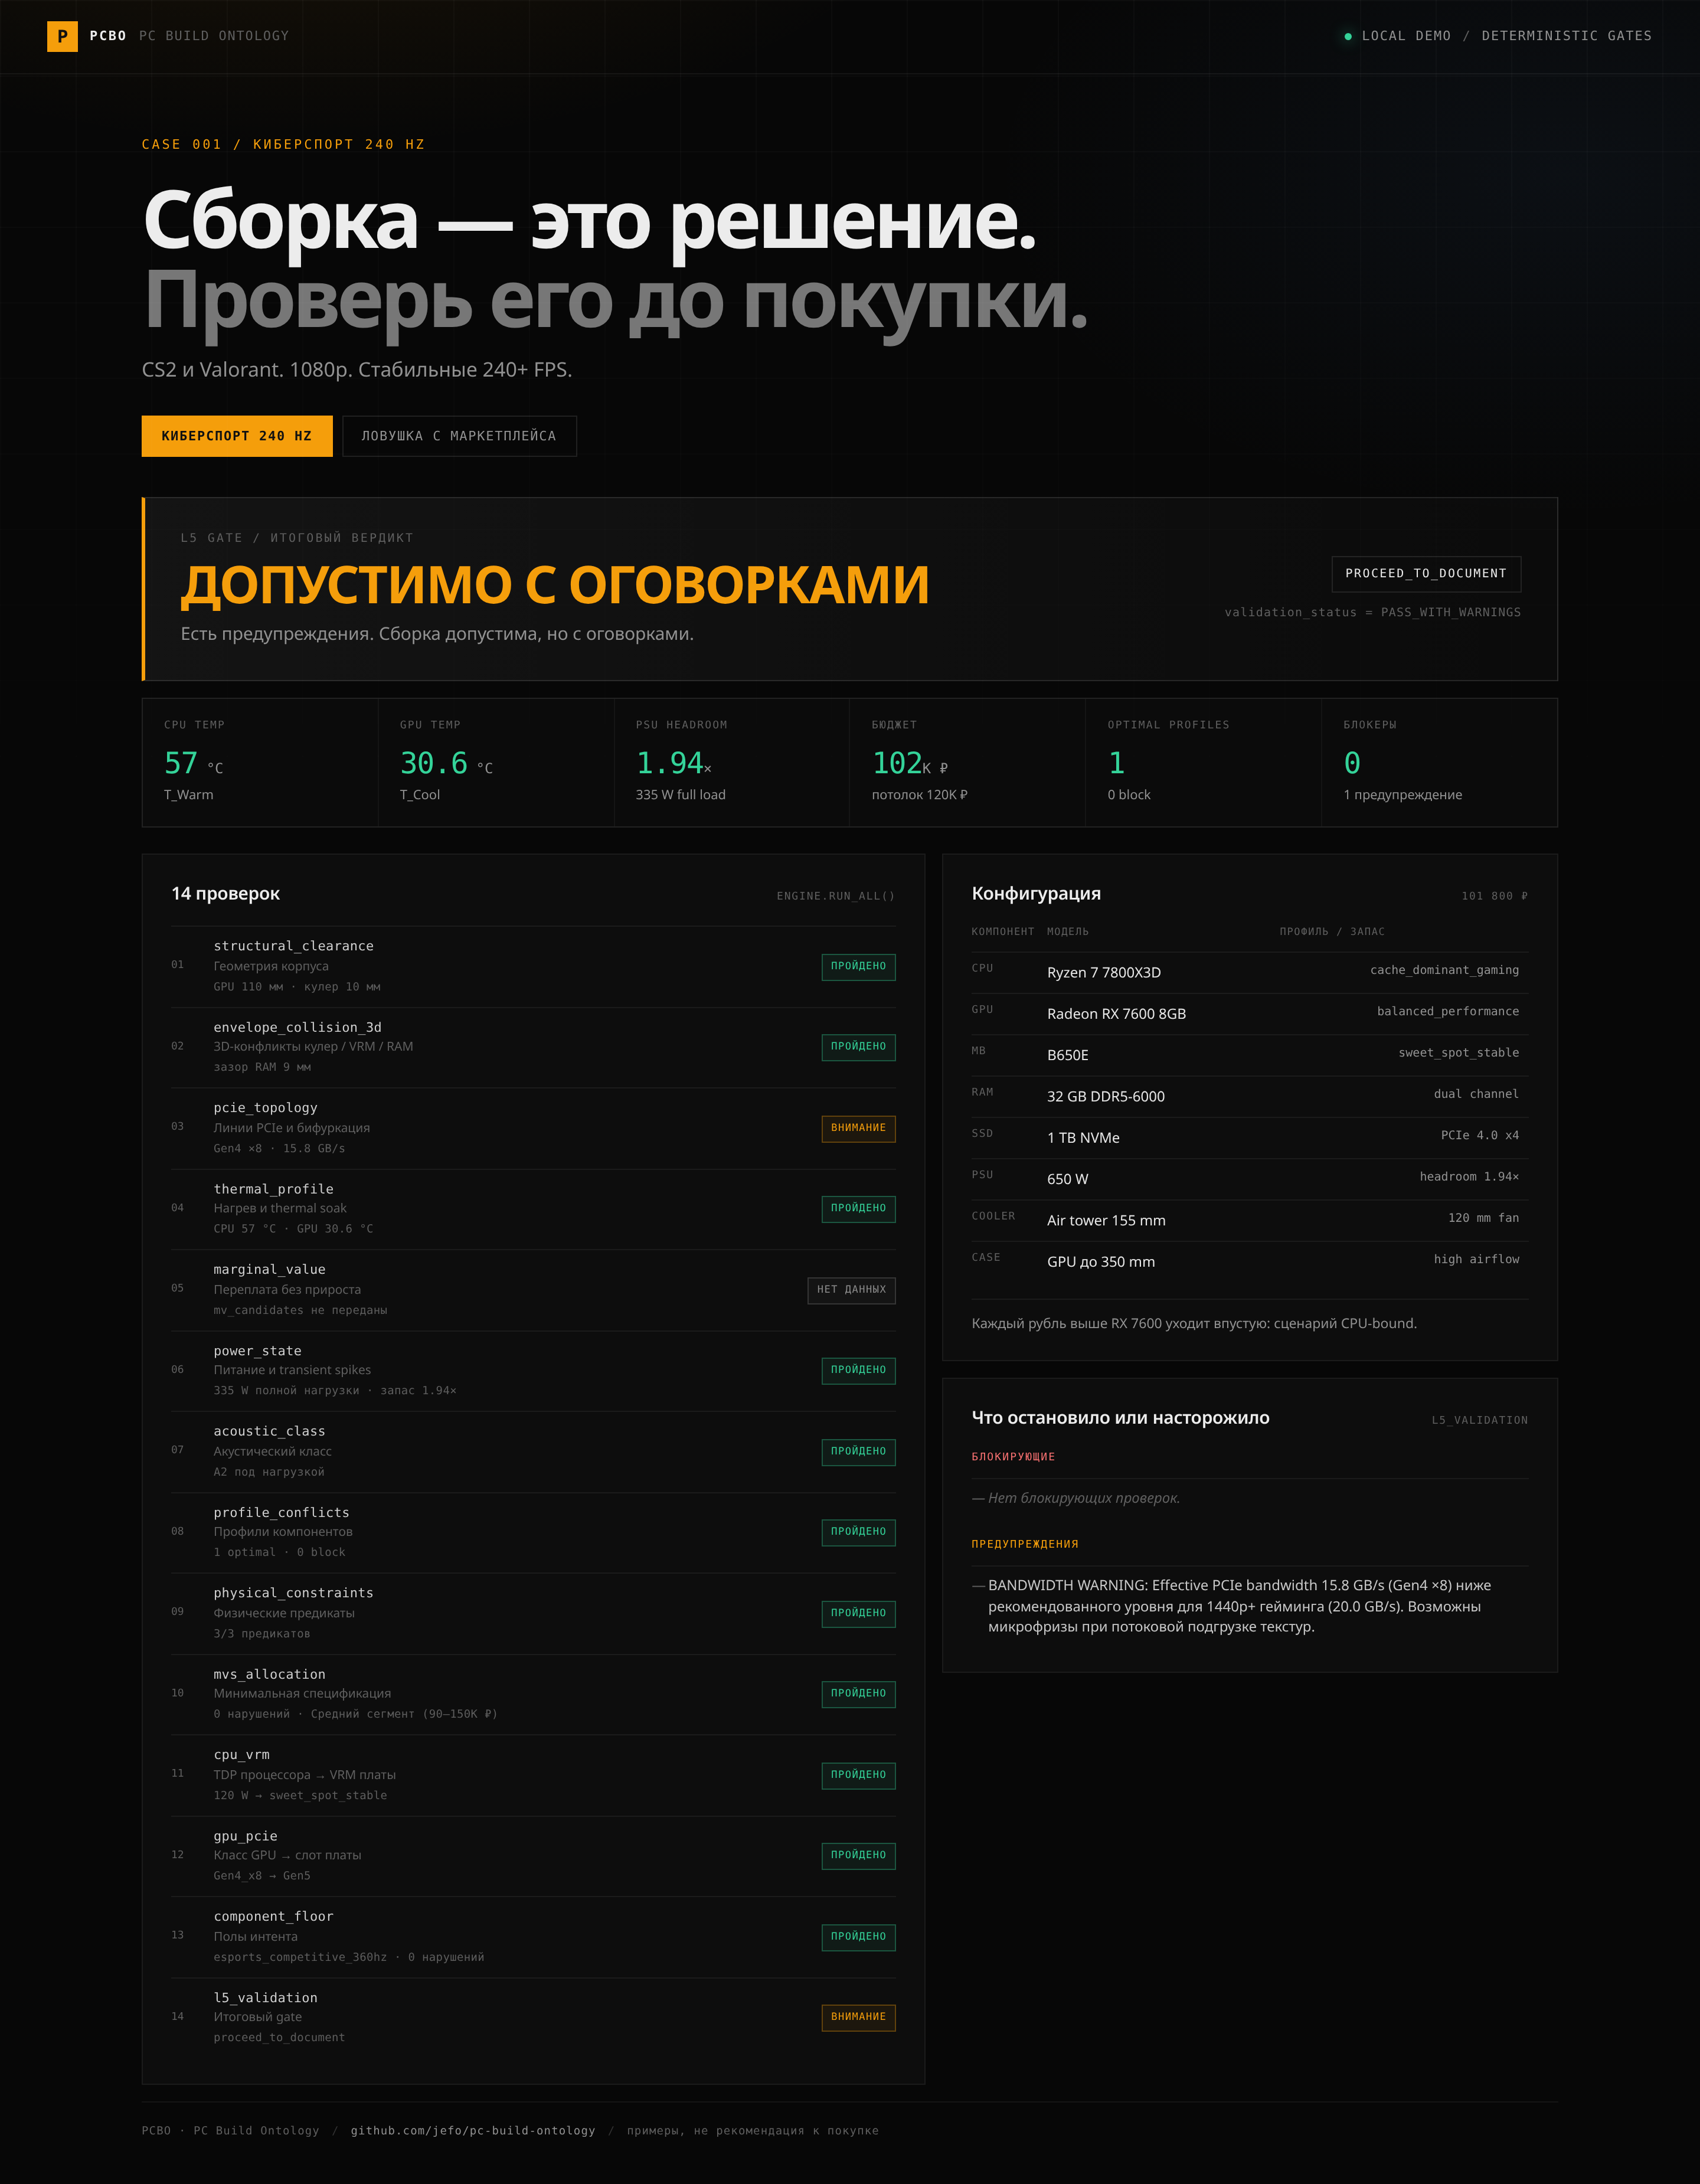 P PCBO PC BUILD ONTOLOGY
LOCAL DEMO / DETERMINISTIC GATES
CASE 001 / КИБЕРСПОРТ 240 HZ
Сборка — это решение.
Проверь его до покупки.
CS2 и Valorant. 1080p. Стабильные 240+ FPS.
КИБЕРСПОРТ 240 HZ
ЛОВУШКА С МАРКЕТПЛЕЙСА
L5 GATE / ИТОГОВЫЙ ВЕРДИКТ
ДОПУСТИМО С ОГОВОРКАМИ
Есть предупреждения. Сборка допустима, но с оговорками.
PROCEED_TO_DOCUMENT
validation_status = PASS_WITH_WARNINGS
CPU TEMP
57 °C
T_Warm
GPU TEMP
30.6 °C
T_Cool
PSU HEADROOM
1.94×
335 W full load
БЮДЖЕТ
102K ₽
потолок 120K ₽
OPTIMAL PROFILES
1
0 block
БЛОКЕРЫ
0
1 предупреждение
14 проверок
ENGINE.RUN_ALL()
01
structural_clearance
Геометрия корпуса
GPU 110 мм · кулер 10 мм
ПРОЙДЕНО
02
envelope_collision_3d
3D-конфликты кулер / VRM / RAM
зазор RAM 9 мм
ПРОЙДЕНО
03
pcie_topology
Линии PCIe и бифуркация
Gen4 ×8 · 15.8 GB/s
ВНИМАНИЕ
04
thermal_profile
Нагрев и thermal soak
CPU 57 °C · GPU 30.6 °C
ПРОЙДЕНО
05
marginal_value
Переплата без прироста
mv_candidates не переданы
НЕТ ДАННЫХ
06
power_state
Питание и transient spikes
335 W полной нагрузки · запас 1.94×
ПРОЙДЕНО
07
acoustic_class
Акустический класс
A2 под нагрузкой
ПРОЙДЕНО
08
profile_conflicts
Профили компонентов
1 optimal · 0 block
ПРОЙДЕНО
09
physical_constraints
Физические предикаты
3/3 предикатов
ПРОЙДЕНО
10
mvs_allocation
Минимальная спецификация
0 нарушений · Средний сегмент (90–150K ₽)
ПРОЙДЕНО
11
cpu_vrm
TDP процессора → VRM платы
120 W → sweet_spot_stable
ПРОЙДЕНО
12
gpu_pcie
Класс GPU → слот платы
Gen4_x8 → Gen5
ПРОЙДЕНО
13
component_floor
Полы интента
esports_competitive_360hz · 0 нарушений
ПРОЙДЕНО
14
l5_validation
Итоговый gate
proceed_to_document
ВНИМАНИЕ
Конфигурация
101 800 ₽
КОМПОНЕНТ МОДЕЛЬ ПРОФИЛЬ / ЗАПАС
CPU Ryzen 7 7800X3D cache_dominant_gaming
GPU Radeon RX 7600 8GB balanced_performance
MB B650E sweet_spot_stable
RAM 32 GB DDR5-6000 dual channel
SSD 1 TB NVMe PCIe 4.0 x4
PSU 650 W headroom 1.94×
COOLER Air tower 155 mm 120 mm fan
CASE GPU до 350 mm high airflow
Каждый рубль выше RX 7600 уходит впустую: сценарий CPU-bound.
Что остановило или насторожило
L5_VALIDATION
БЛОКИРУЮЩИЕ
— Нет блокирующих проверок.
ПРЕДУПРЕЖДЕНИЯ
— BANDWIDTH WARNING: Effective PCIe bandwidth 15.8 GB/s (Gen4 ×8) ниже
рекомендованного уровня для 1440p+ гейминга (20.0 GB/s). Возможны
микрофризы при потоковой подгрузке текстур.
PCBO · PC Build Ontology / github.com/jefo/pc-build-ontology / примеры, не рекомендация к покупке